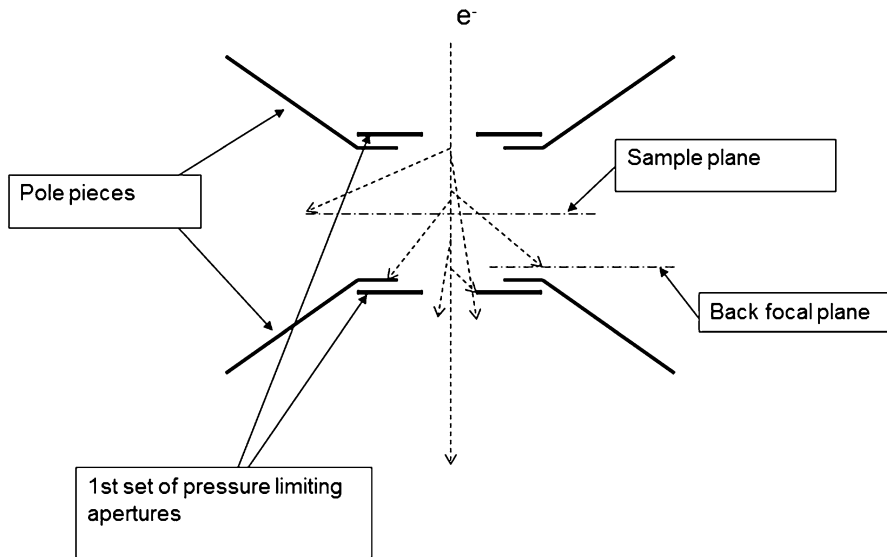 e-
Sample plane
Pole pieces
Back focal plane
1st set of pressure limiting
apertures